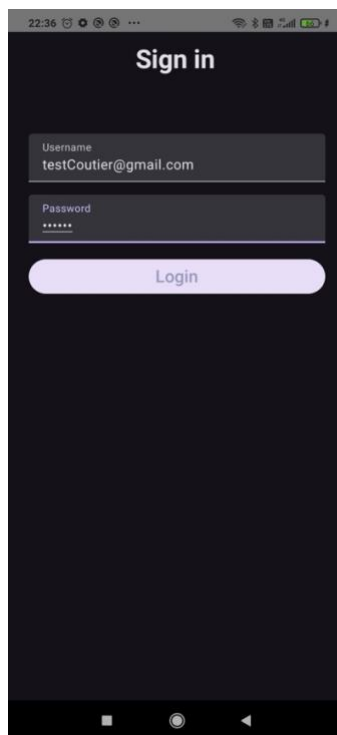 22:36
Sign in
Username
testCoutier@gmail.com
Password
••••••
Login